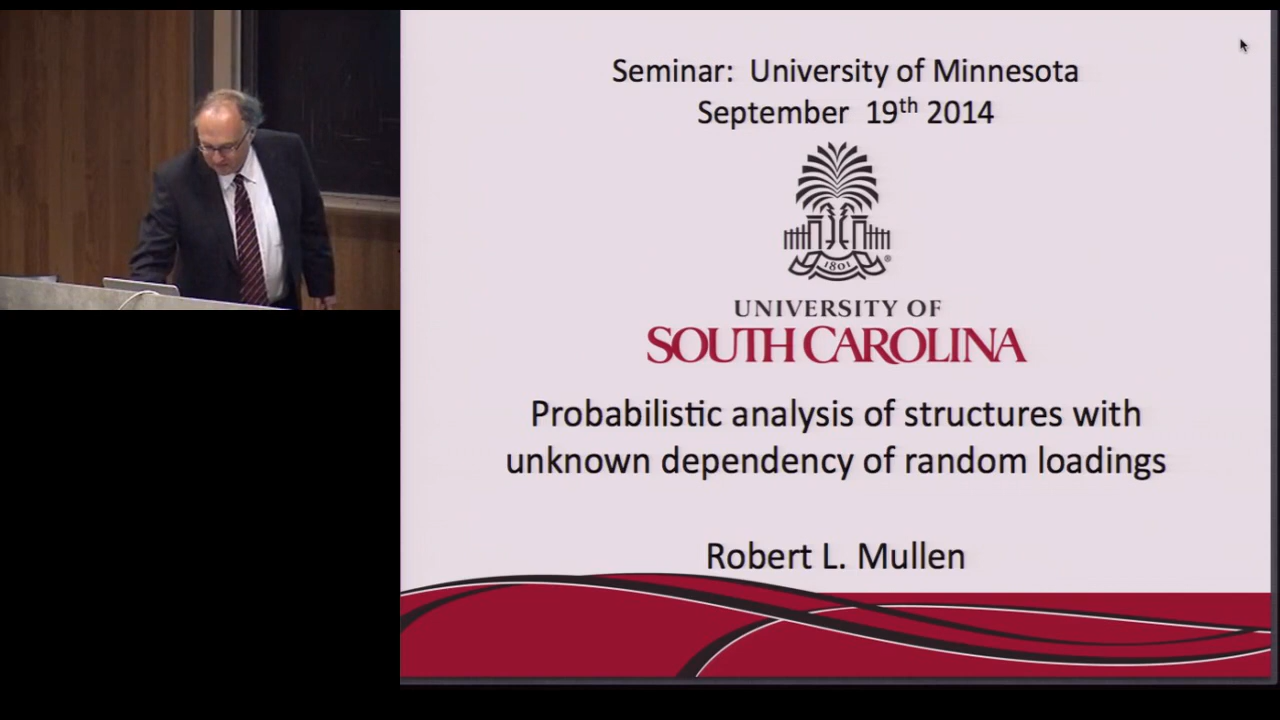 Seminar: University of Minnesota
September 19th 2014
1801
®
UNIVERSITY OF
SOUTH CAROLINA
Probabilistic analysis of structures with
unknown dependency of random loadings
Robert L. Mullen